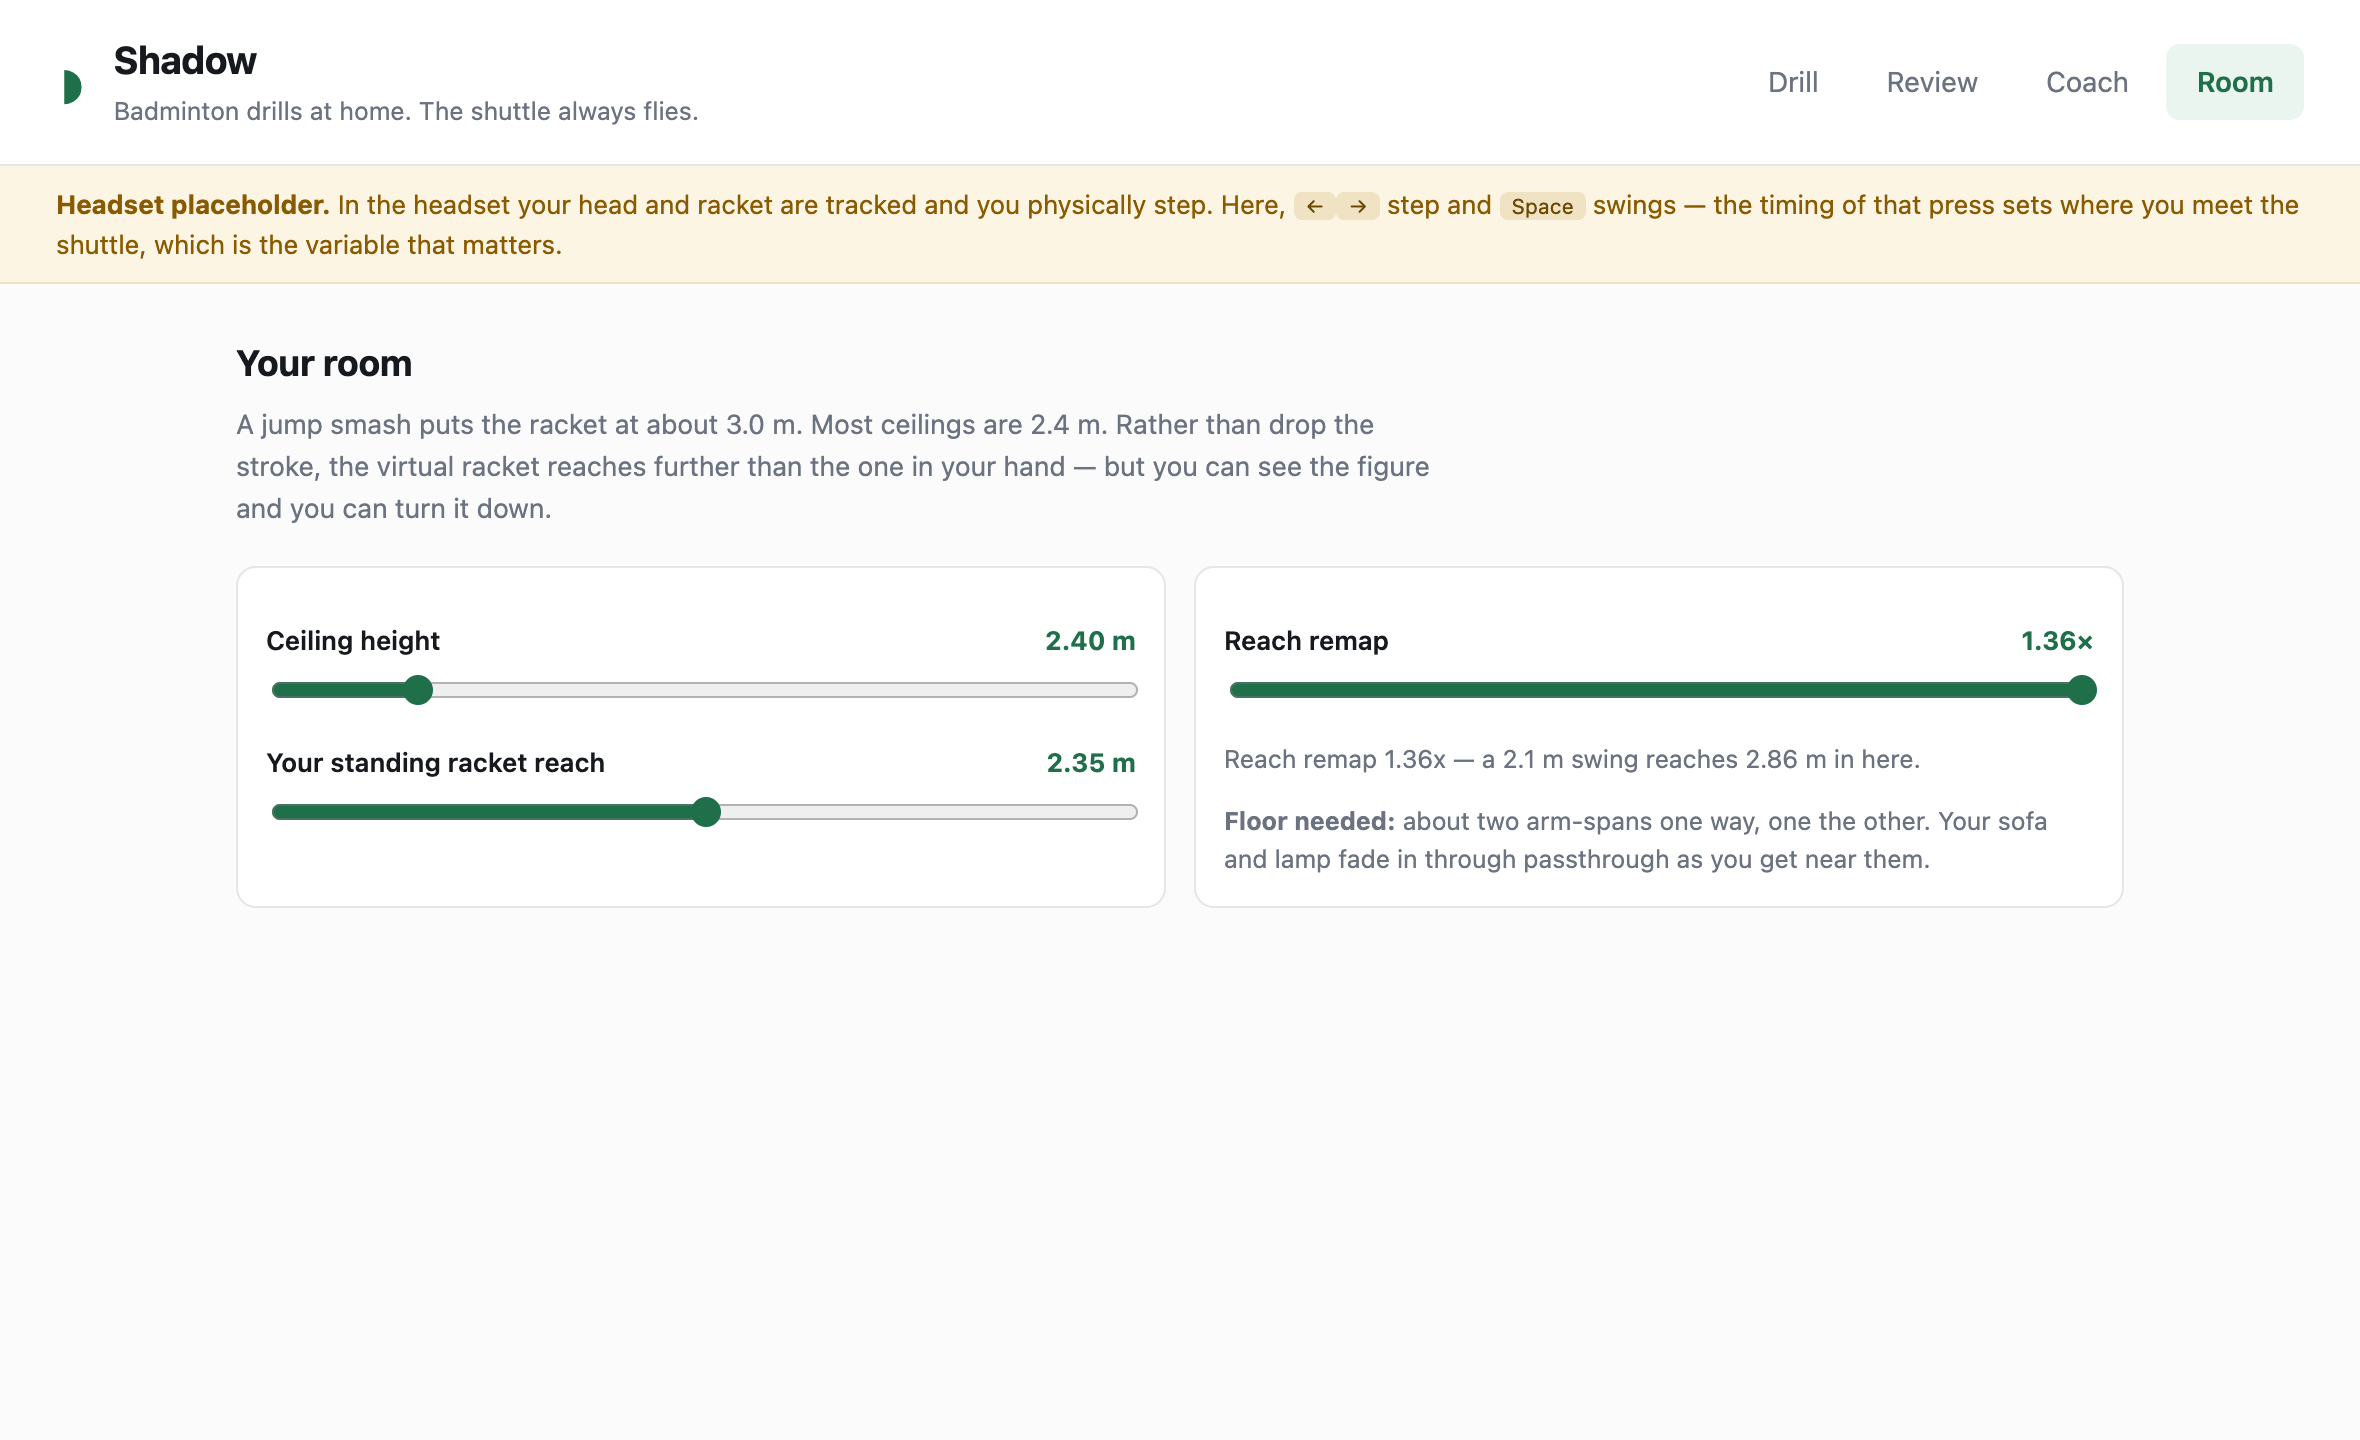 Shadow
Badminton drills at home. The shuttle always flies.
Drill
Review
Coach
Room
Headset placeholder. In the headset your head and racket are tracked and you physically step. Here, ← → step and Space swings — the timing of that press sets where you meet the
shuttle, which is the variable that matters.
Your room
A jump smash puts the racket at about 3.0 m. Most ceilings are 2.4 m. Rather than drop the
stroke, the virtual racket reaches further than the one in your hand — but you can see the figure
and you can turn it down.
Ceiling height 2.40 m
Your standing racket reach 2.35 m
Reach remap 1.36×
Reach remap 1.36x — a 2.1 m swing reaches 2.86 m in here.
Floor needed: about two arm-spans one way, one the other. Your sofa
and lamp fade in through passthrough as you get near them.